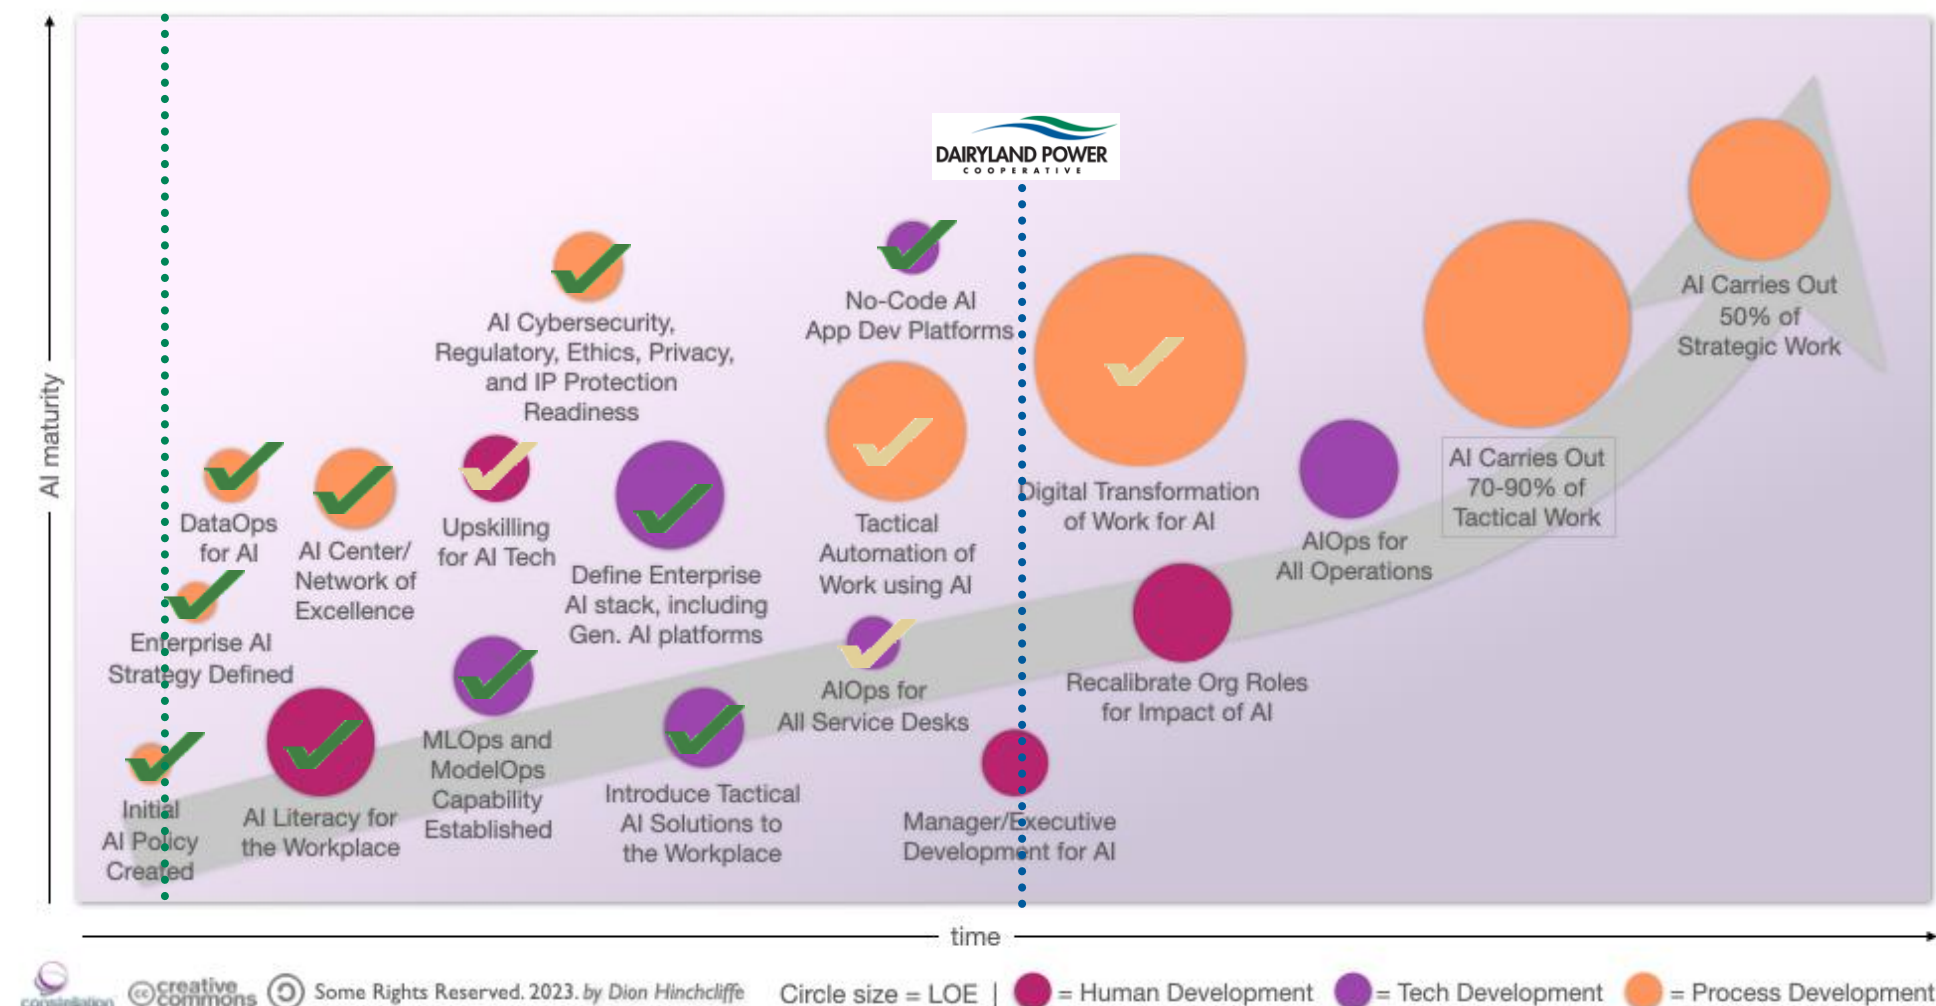 DAIRYLAND POWER
COOPERATIVE
AI maturity
No-Code AI
App Dev Platforms
AI Carries Out
50% of
Strategic Work
AI Cybersecurity,
Regulatory, Ethics, Privacy,
and IP Protection
Readiness
DataOps
for AI
AI Center/
Network of
Excellence
Upskilling
for AI Tech
Define Enterprise
AI stack, including
Gen. AI platforms
Tactical
Automation of
Work using AI
Digital Transformation
of Work for AI
AIOps for
All Operations
AI Carries Out
70-90% of
Tactical Work
Enterprise AI
Strategy Defined
AIOps for
All Service Desks
Recalibrate Org Roles
for Impact of AI
Initial
AI Policy
Created
AI Literacy for
the Workplace
MLOps and
ModelOps
Capability
Established
Introduce Tactical
AI Solutions to
the Workplace
Manager/Executive
Development for AI
time
constellation
cc creative
commons
Some Rights Reserved. 2023. by Dion Hinchcliffe
Circle size = LOE |
= Human Development
= Tech Development
= Process Development